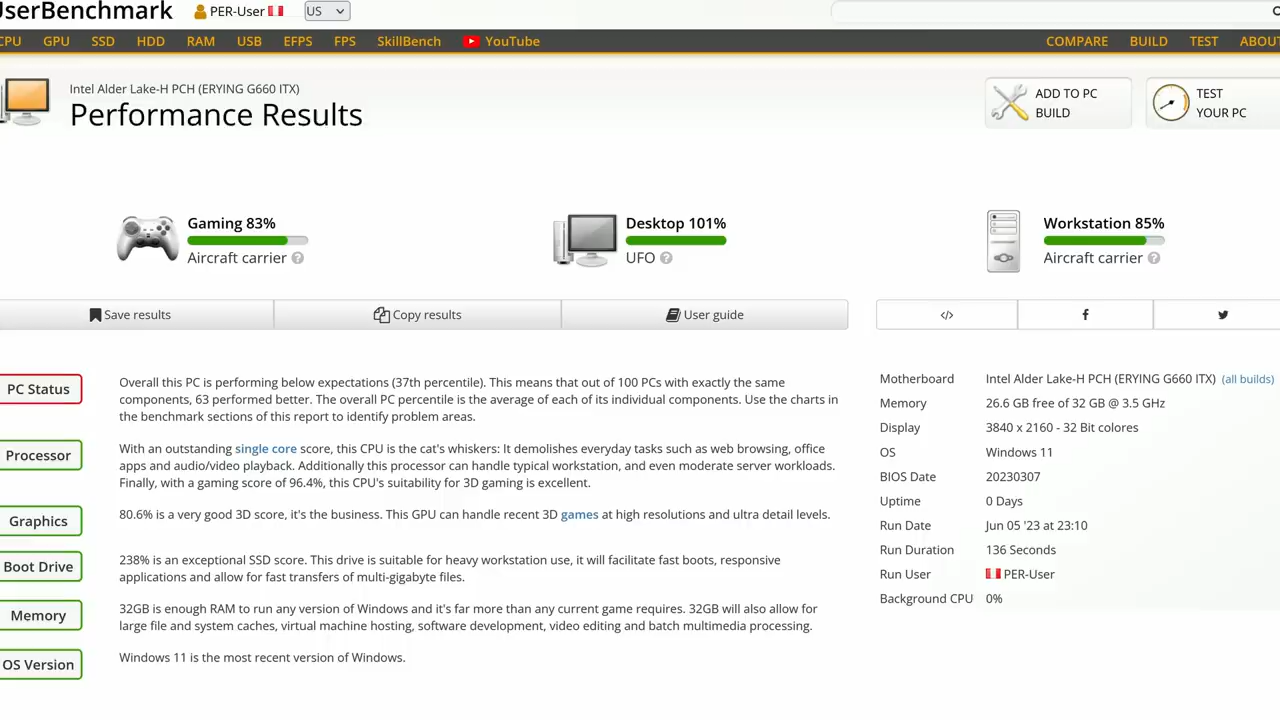 UserBenchmark PER-User US
CPU GPU SSD HDD RAM USB EFPS FPS SkillBench YouTube COMPARE BUILD TEST ABOUT
Intel Alder Lake-H PCH (ERYING G660 ITX)
Performance Results
ADD TO PC
BUILD
TEST
YOUR PC
Gaming 83%
Aircraft carrier ?
Desktop 101%
UFO ?
Workstation 85%
Aircraft carrier ?
Save results Copy results User guide </> f
PC Status
Overall this PC is performing below expectations (37th percentile). This means that out of 100 PCs with exactly the same
components, 63 performed better. The overall PC percentile is the average of each of its individual components. Use the charts in
the benchmark sections of this report to identify problem areas.
Processor
With an outstanding single core score, this CPU is the cat's whiskers: It demolishes everyday tasks such as web browsing, office
apps and audio/video playback. Additionally this processor can handle typical workstation, and even moderate server workloads.
Finally, with a gaming score of 96.4%, this CPU's suitability for 3D gaming is excellent.
Graphics
80.6% is a very good 3D score, it's the business. This GPU can handle recent 3D games at high resolutions and ultra detail levels.
Boot Drive
238% is an exceptional SSD score. This drive is suitable for heavy workstation use, it will facilitate fast boots, responsive
applications and allow for fast transfers of multi-gigabyte files.
Memory
32GB is enough RAM to run any version of Windows and it's far more than any current game requires. 32GB will also allow for
large file and system caches, virtual machine hosting, software development, video editing and batch multimedia processing.
OS Version
Windows 11 is the most recent version of Windows.
Motherboard Intel Alder Lake-H PCH (ERYING G660 ITX) (all builds)
Memory 26.6 GB free of 32 GB @ 3.5 GHz
Display 3840 x 2160 - 32 Bit colores
OS Windows 11
BIOS Date 20230307
Uptime 0 Days
Run Date Jun 05 '23 at 23:10
Run Duration 136 Seconds
Run User PER-User
Background CPU 0%